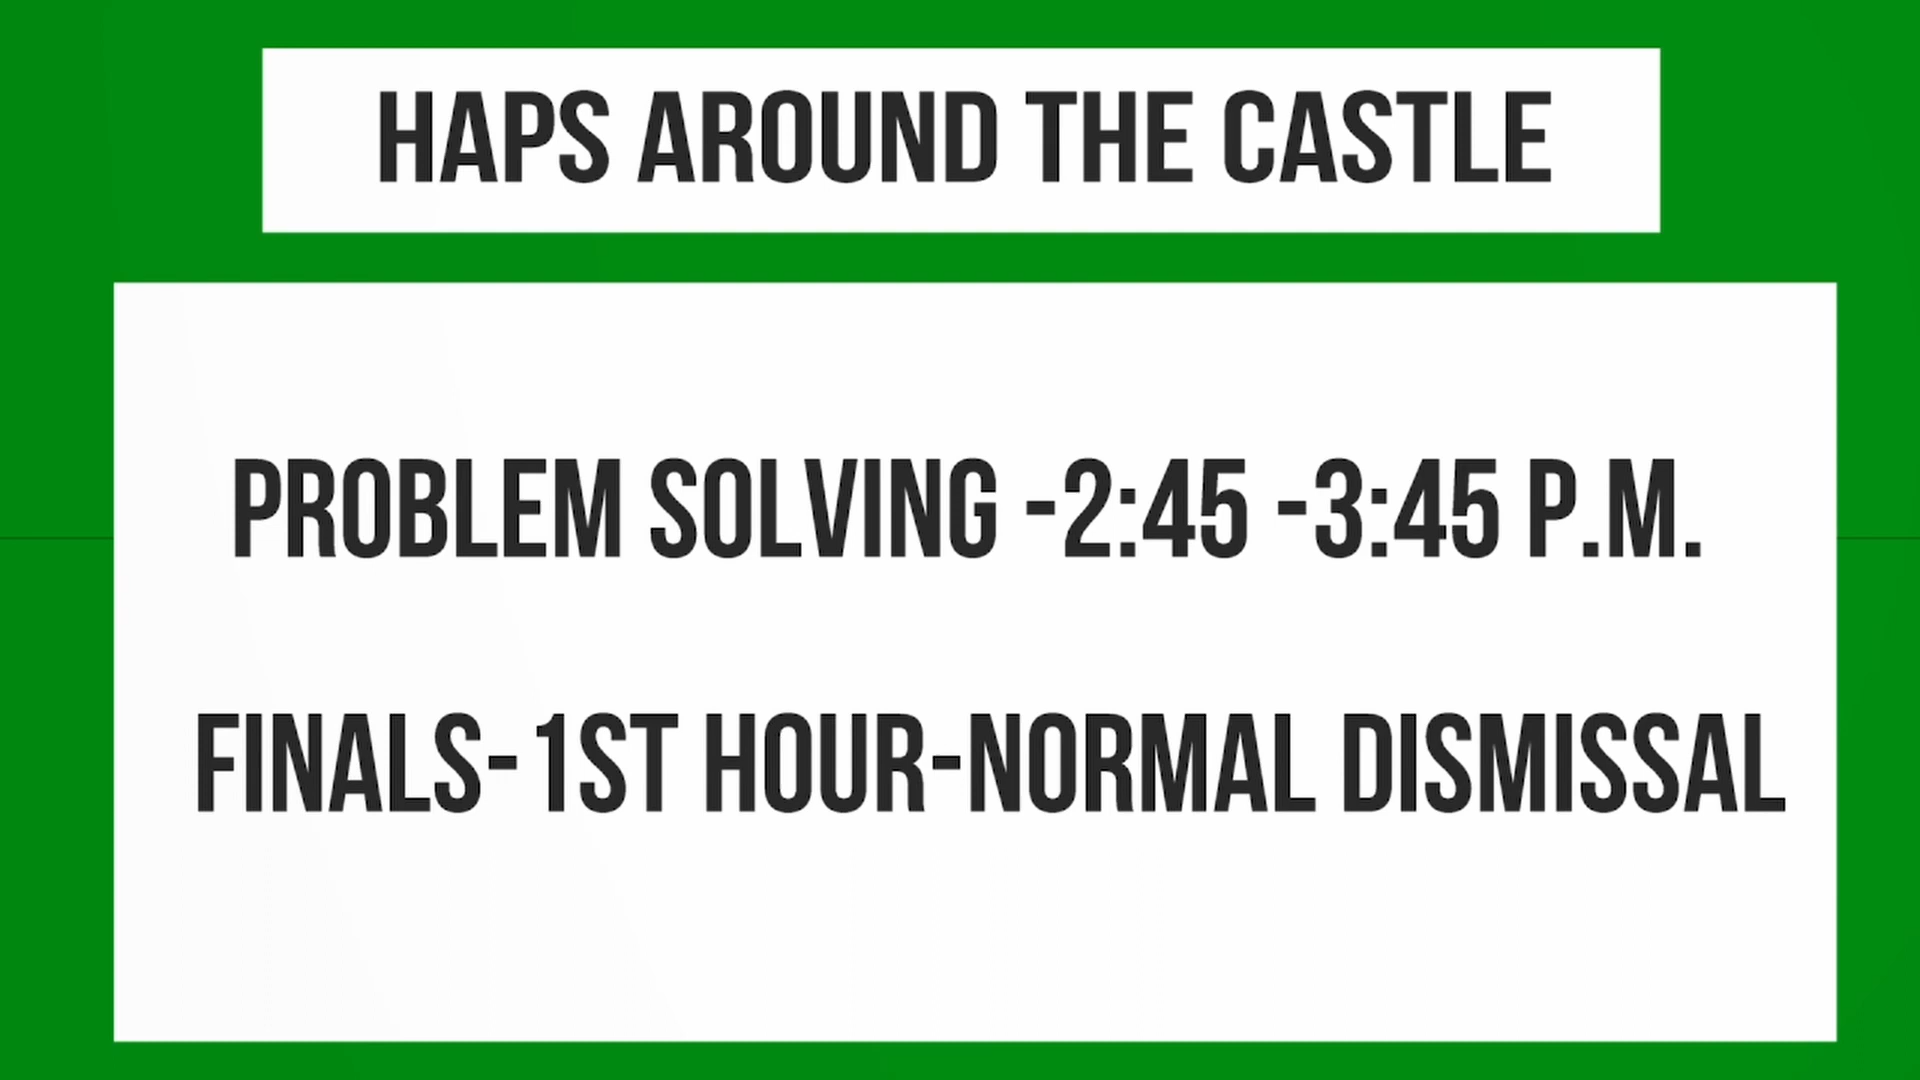 HAPS AROUND THE CASTLE
PROBLEM SOLVING -2:45 -3:45 P.M.
FINALS- 1ST HOUR-NORMAL DISMISSAL